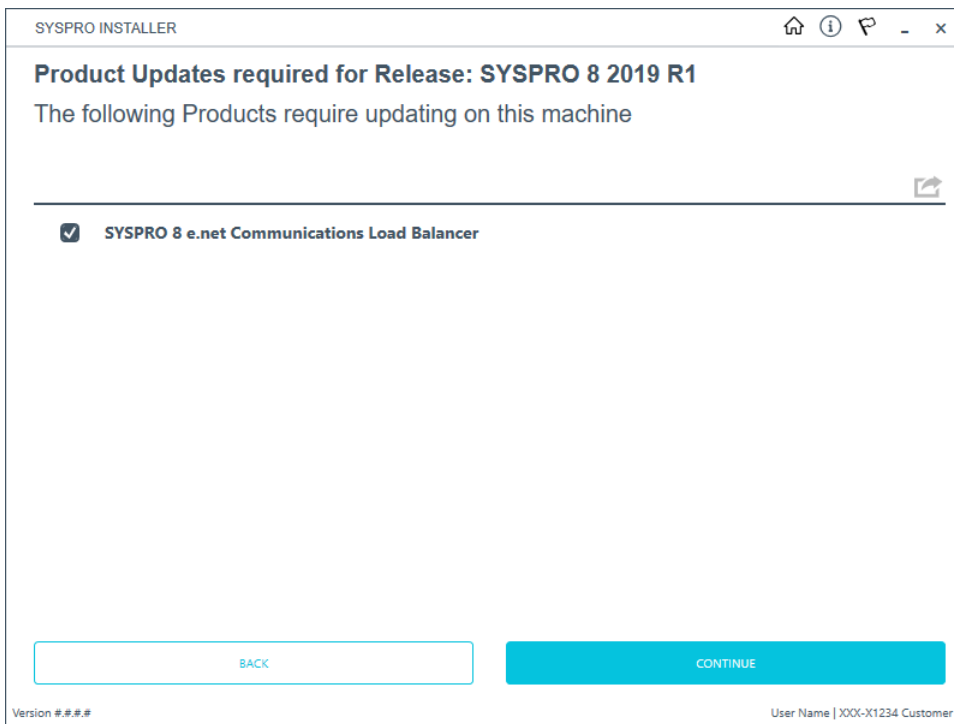 SYSPRO INSTALLER
Product Updates required for Release: SYSPRO 8 2019 R1
The following Products require updating on this machine
SYSPRO 8 e.net Communications Load Balancer
BACK
CONTINUE
Version #.#.#.#
User Name | XXX-X1234 Customer